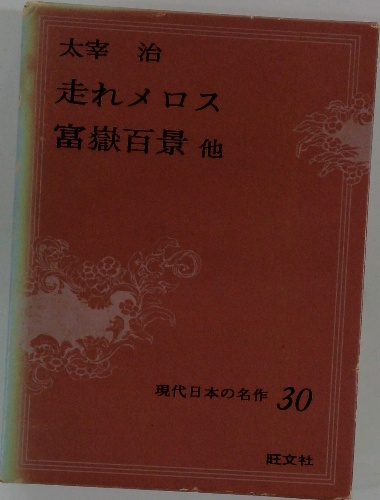 太宰 治
走れメロス
富嶽百景 他
現代日本の名作 30
旺文社